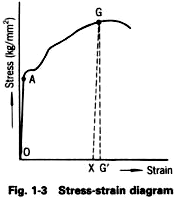 Stress (kg/mm²)
G
A
O
X G'
Strain
Fig. 1-3 Stress-strain diagram